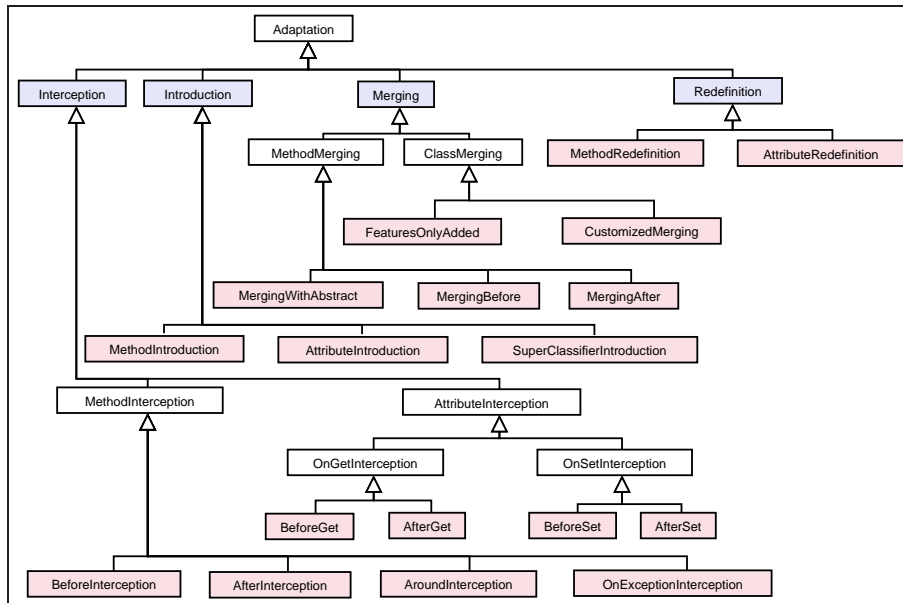 Adaptation
Interception
Introduction
Merging
Redefinition
MethodMerging
ClassMerging
MethodRedefinition
AttributeRedefinition
FeaturesOnlyAdded
CustomizedMerging
MergingWithAbstract
MergingBefore
MergingAfter
MethodIntroduction
AttributeIntroduction
SuperClassifierIntroduction
MethodInterception
AttributeInterception
OnGetInterception
OnSetInterception
BeforeGet
AfterGet
BeforeSet
AfterSet
BeforeInterception
AfterInterception
AroundInterception
OnExceptionInterception